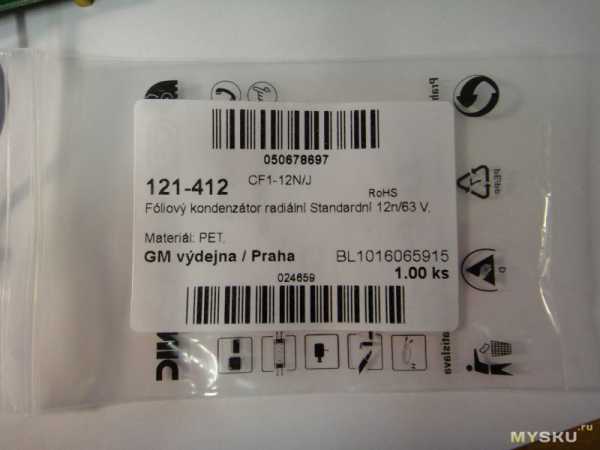 050678697
121-412 CF1-12N/J
RoHS
Fóliový kondenzátor radiální Standardní 12n/63 V,
Materiál: PET,
GM výdejna / Praha BL1016065915
1.00 ks
024659
MYSKU.ru